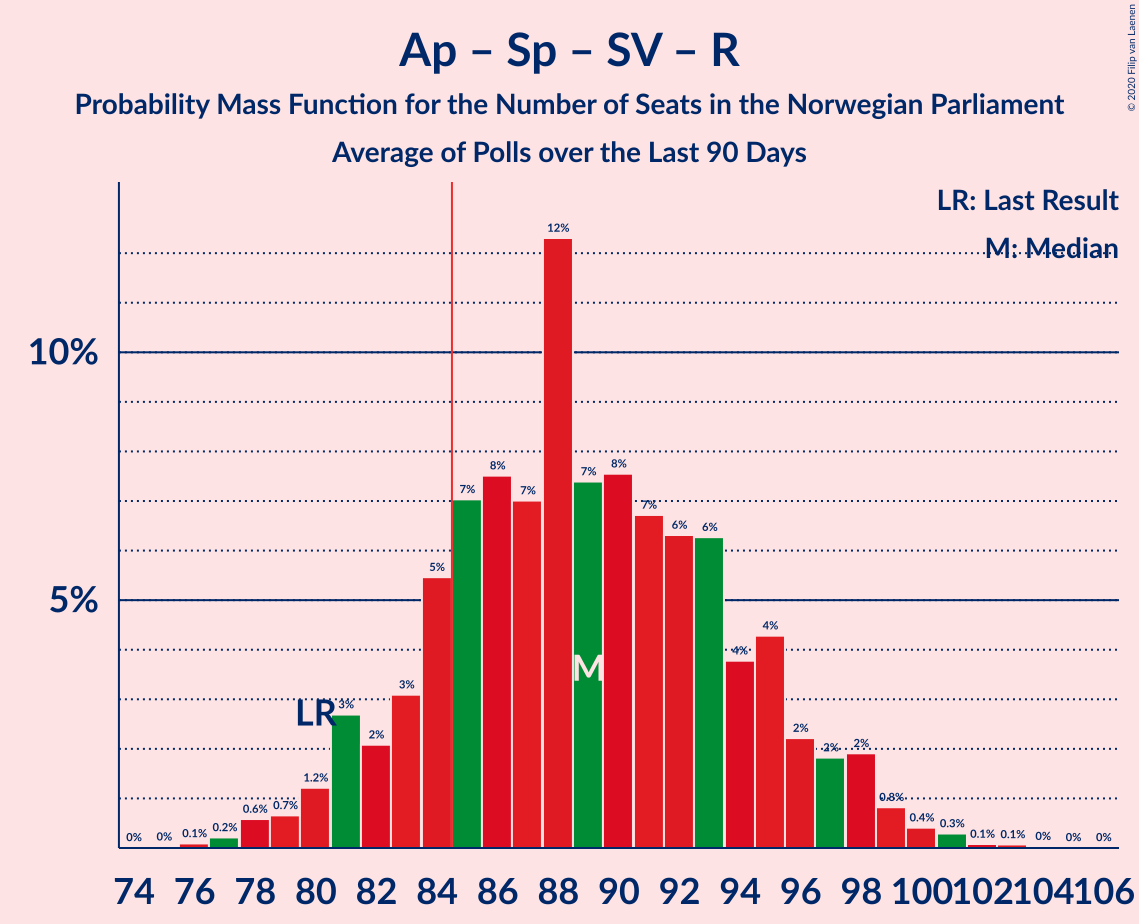 Ap – Sp – SV – R
Probability Mass Function for the Number of Seats in the Norwegian Parliament
Average of Polls over the Last 90 Days
© 2020 Filip van Laenen
LR: Last Result
M: Median
10%
5%
0% 0% 0.1% 0.2% 0.6% 0.7% 1.2% 3% 2% 3% 5% 7% 8% 7% 12% 7% 8% 7% 6% 6% 4% 4% 2% 2% 2% 0.8% 0.4% 0.3% 0.1% 0.1% 0% 0% 0%
LR
M
74 76 78 80 82 84 86 88 90 92 94 96 98 100 102 104 106